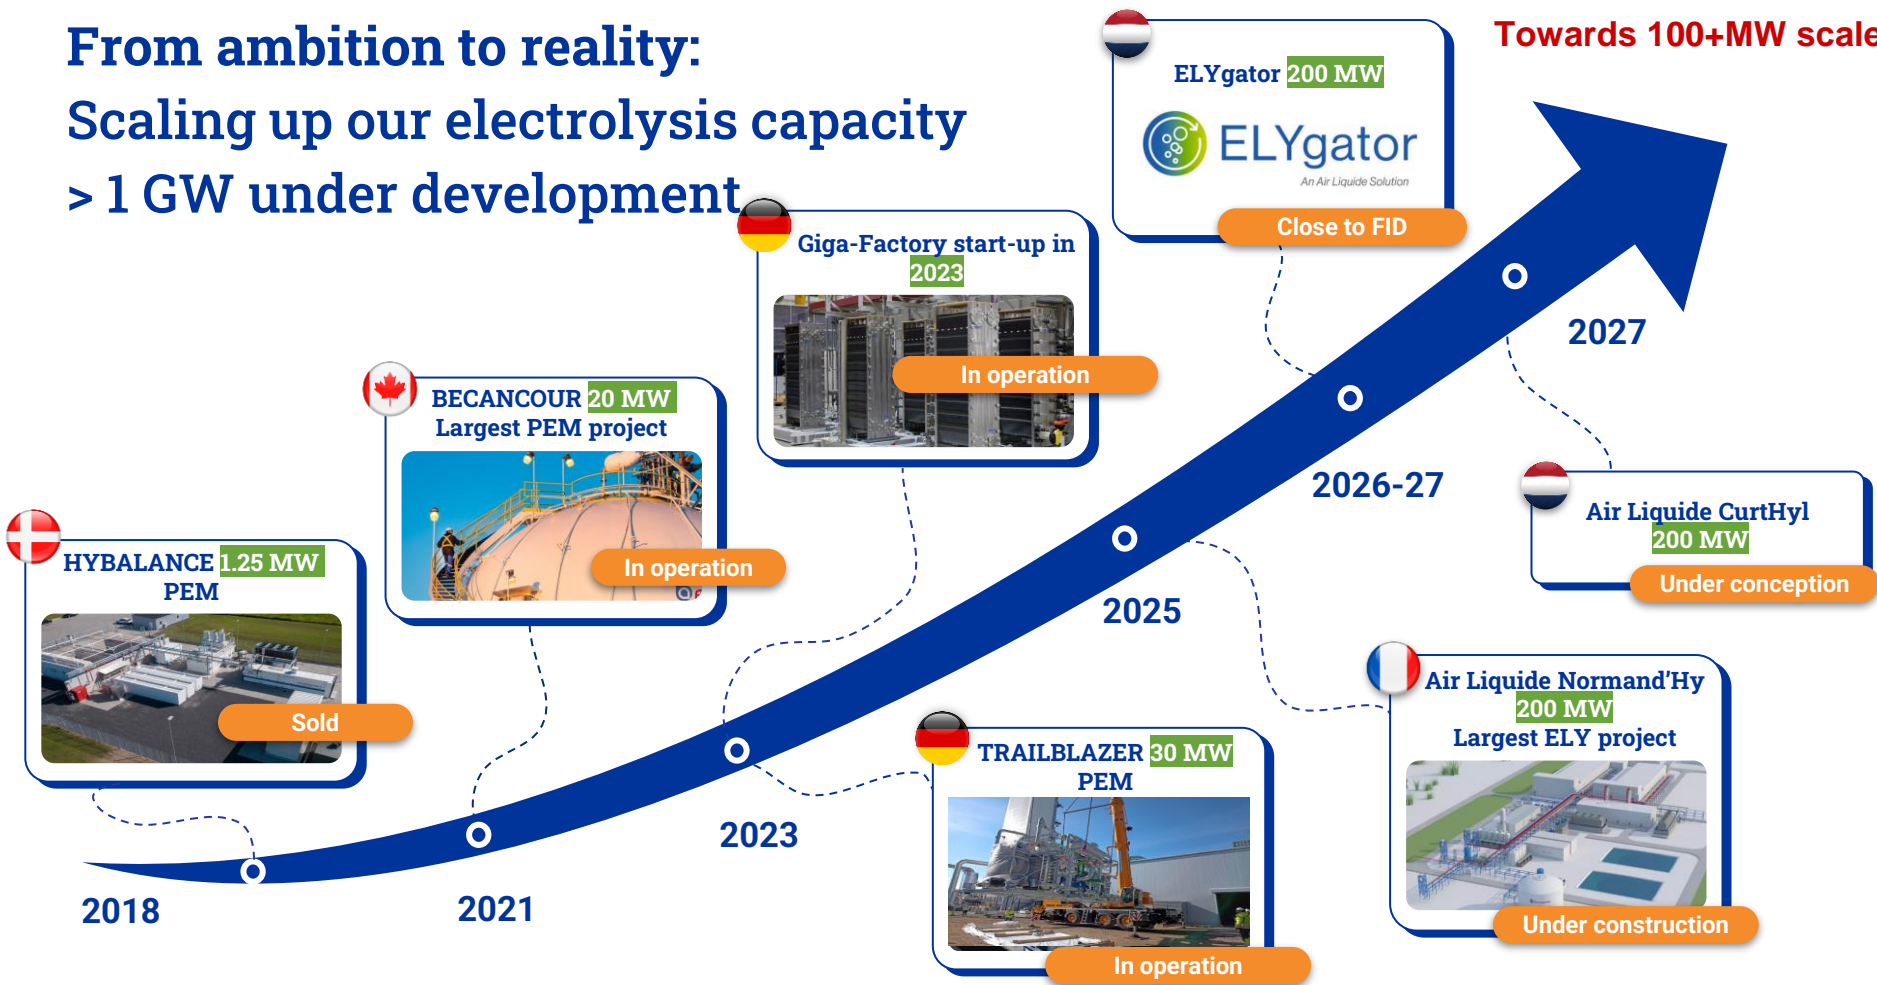 From ambition to reality:
Scaling up our electrolysis capacity
> 1 GW under development
Towards 100+MW scale
ELYgator 200 MW
ELYgator
An Air Liquide Solution
Close to FID
Giga-Factory start-up in
2023
In operation
BECANCOUR 20 MW
Largest PEM project
In operation
HYBALANCE 1.25 MW
PEM
Sold
2018
2021
2023
2025
2026-27
2027
TRAILBLAZER 30 MW
PEM
In operation
Air Liquide CurtHyl
200 MW
Under conception
Air Liquide Normand'Hy
200 MW
Largest ELY project
Under construction